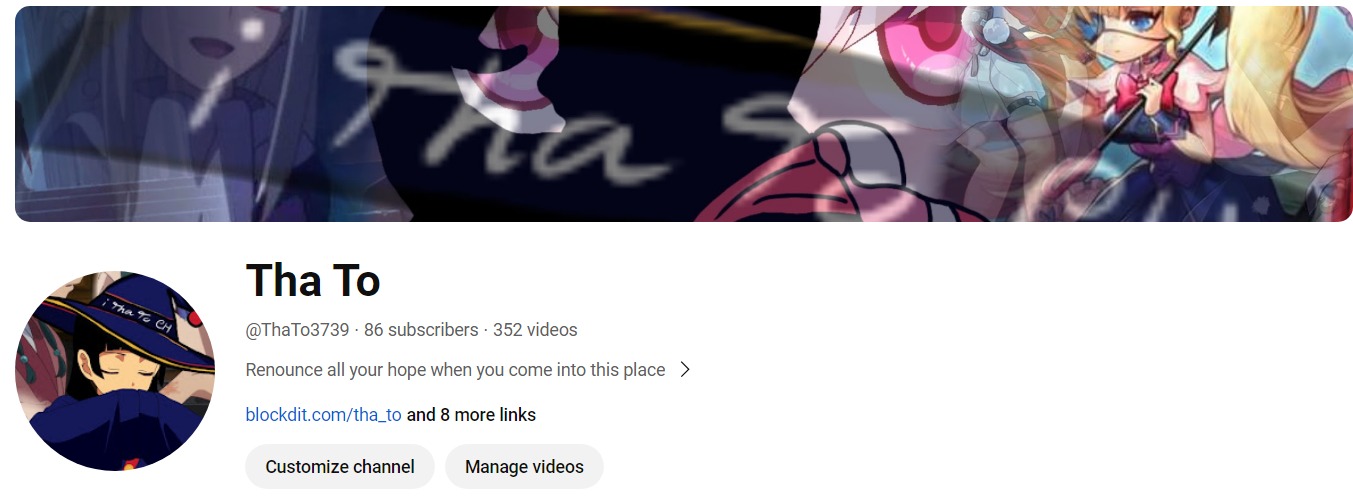 Tha
i Tha To CH
Tha To
@ThaTo3739 · 86 subscribers · 352 videos
Renounce all your hope when you come into this place
blockdit.com/tha_to and 8 more links
Customize channel
Manage videos